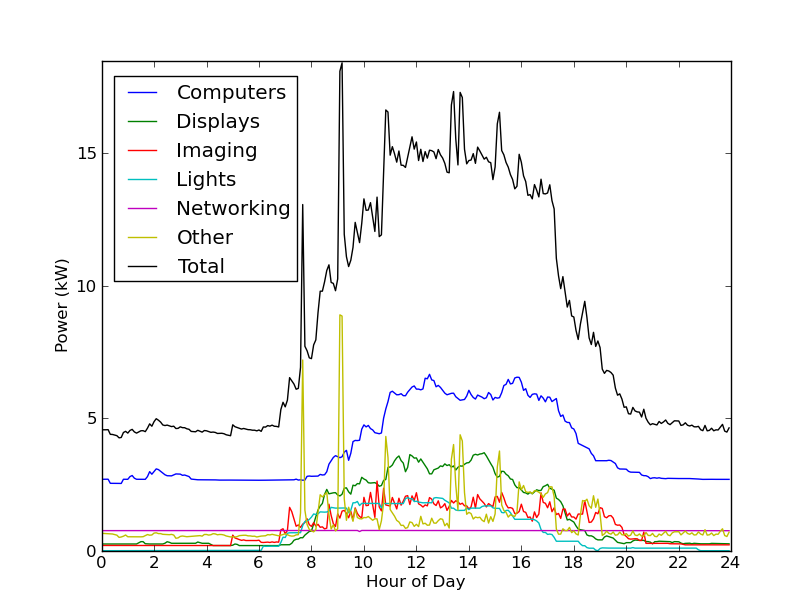 Computers
Displays
Imaging
Lights
Networking
Other
Total
15
10
5
0
Power (kW)
0 2 4 6 8 10 12 14 16 18 20 22 24
Hour of Day